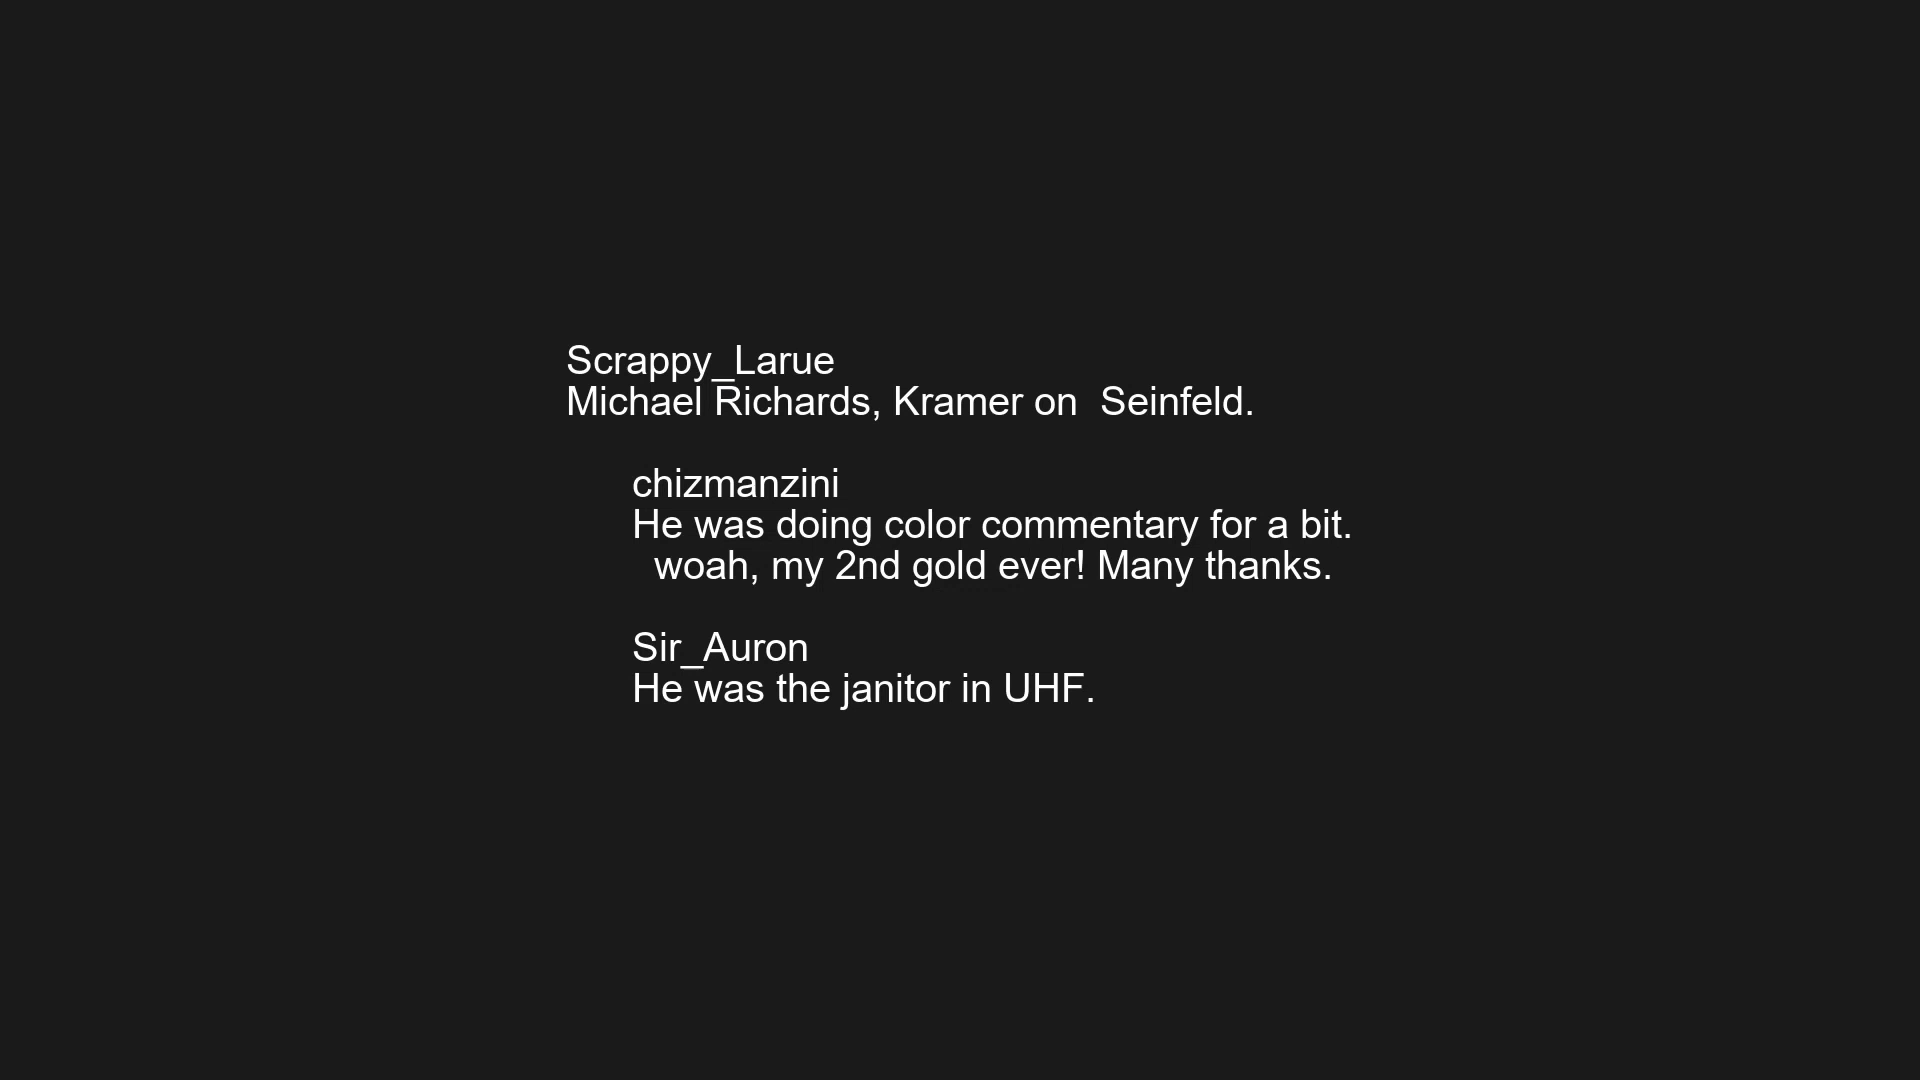 Scrappy_Larue
Michael Richards, Kramer on  Seinfeld.
chizmanzini
He was doing color commentary for a bit.
woah, my 2nd gold ever! Many thanks.
Sir_Auron
He was the janitor in UHF.